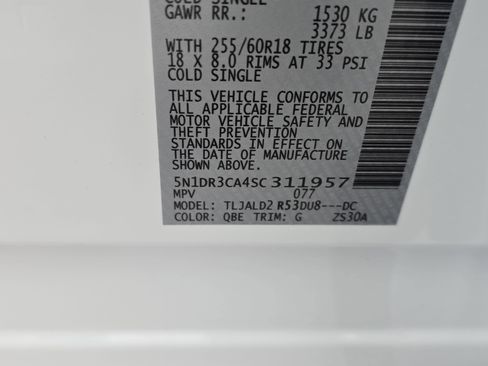 COLD SINGLE
GAWR RR.: 1530 KG
3373 LB
WITH 255/60R18 TIRES
18 X 8.0 RIMS AT 33 PSI
COLD SINGLE
THIS VEHICLE CONFORMS TO
ALL APPLICABLE FEDERAL
MOTOR VEHICLE SAFETY AND
THEFT PREVENTION
STANDARDS IN EFFECT ON
THE DATE OF MANUFACTURE
SHOWN ABOVE.
5N1DR3CA4SC311957
MPV 077
MODEL: TLJALD2 R53DU8---DC
COLOR: QBE TRIM: G ZS30A